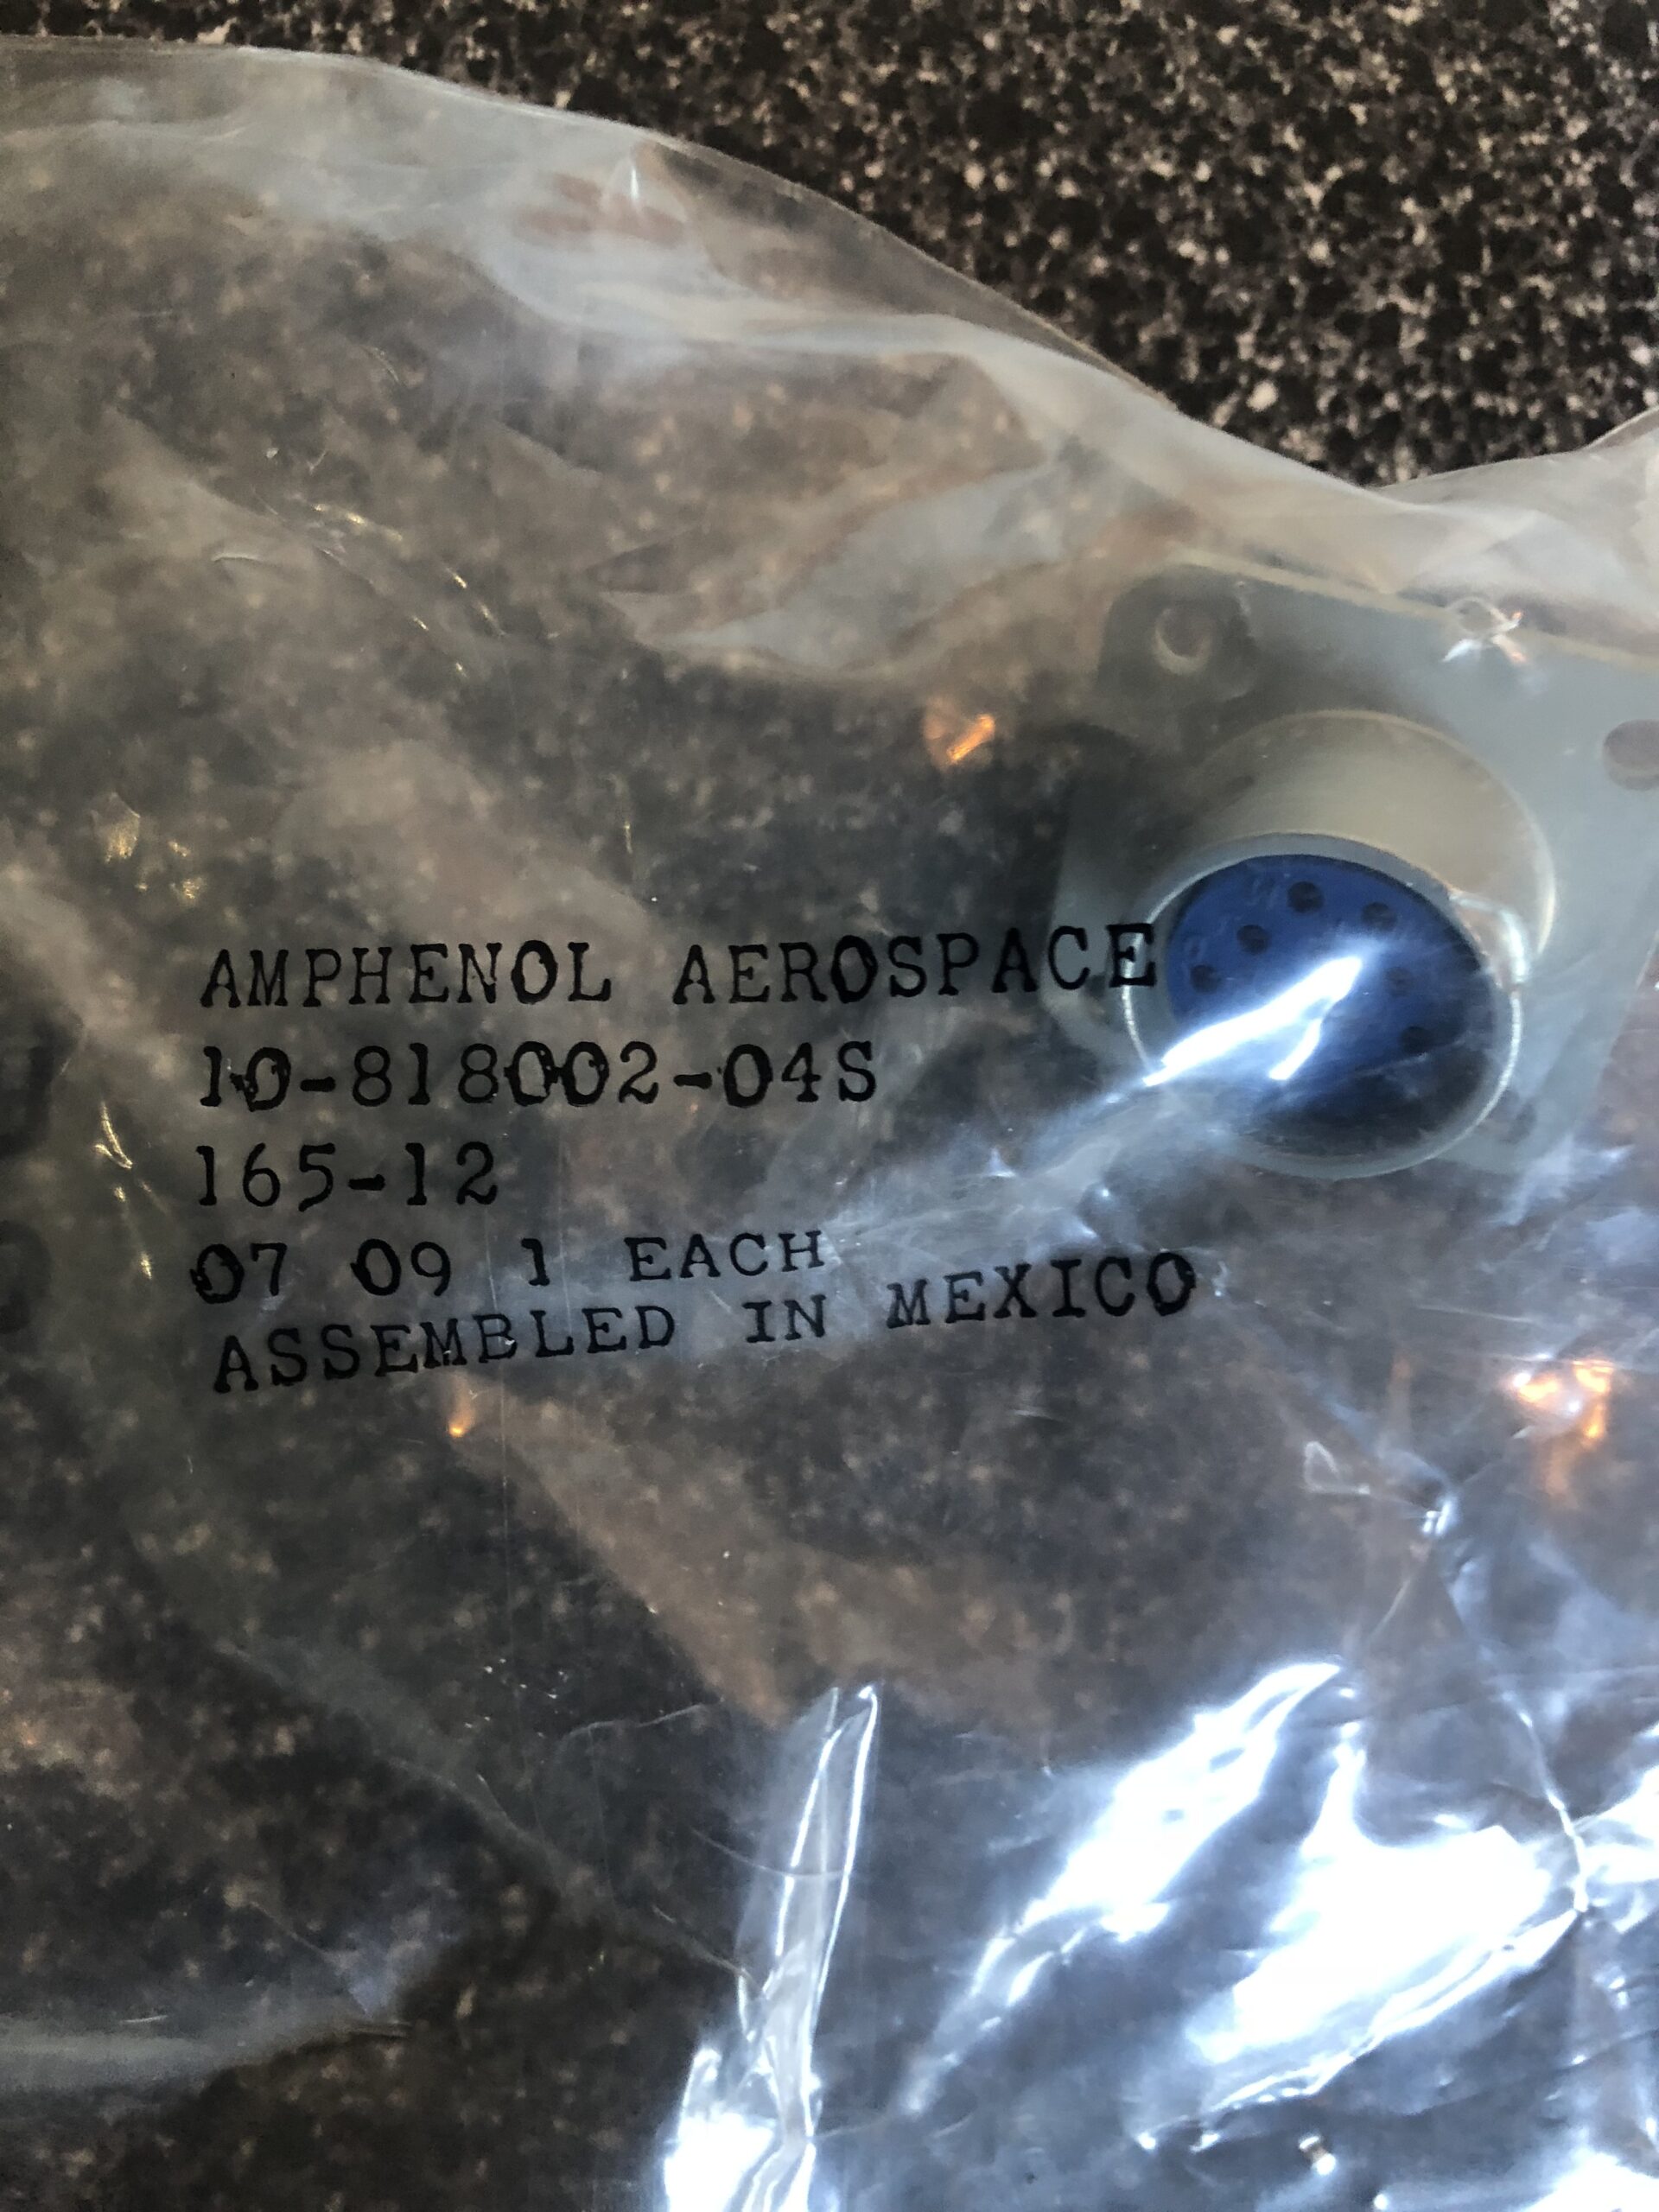 AMPHENOL AEROSPACE
10-818002-04S
165-12
07 09 1 EACH
ASSEMBLED IN MEXICO